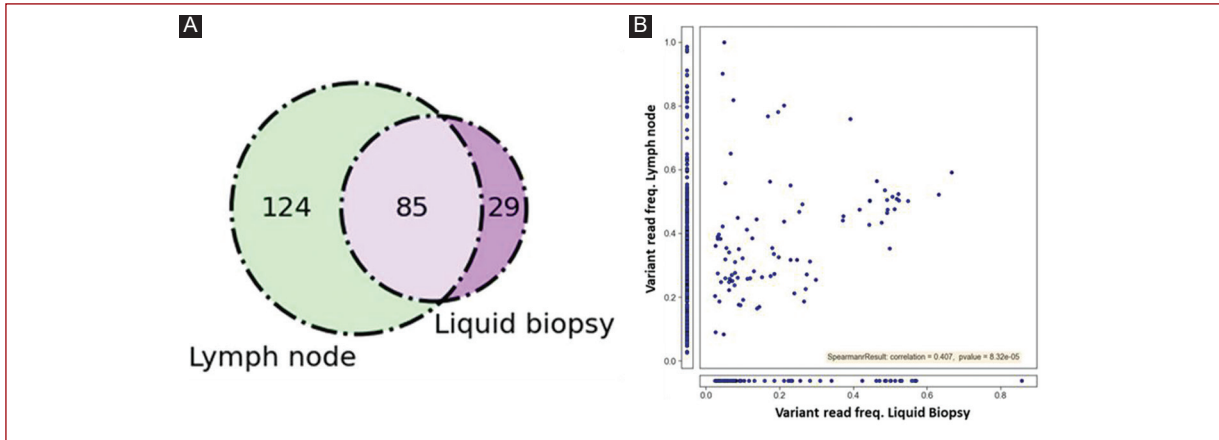 A
124
85
29
Liquid biopsy
Lymph node
B
Variant read freq. Lymph node
1.0
0.8
0.6
0.4
0.2
0.0
SpearmanrResult: correlation = 0.407, pvalue = 8.32e-05
0.0 0.2 0.4 0.6 0.8
Variant read freq. Liquid Biopsy